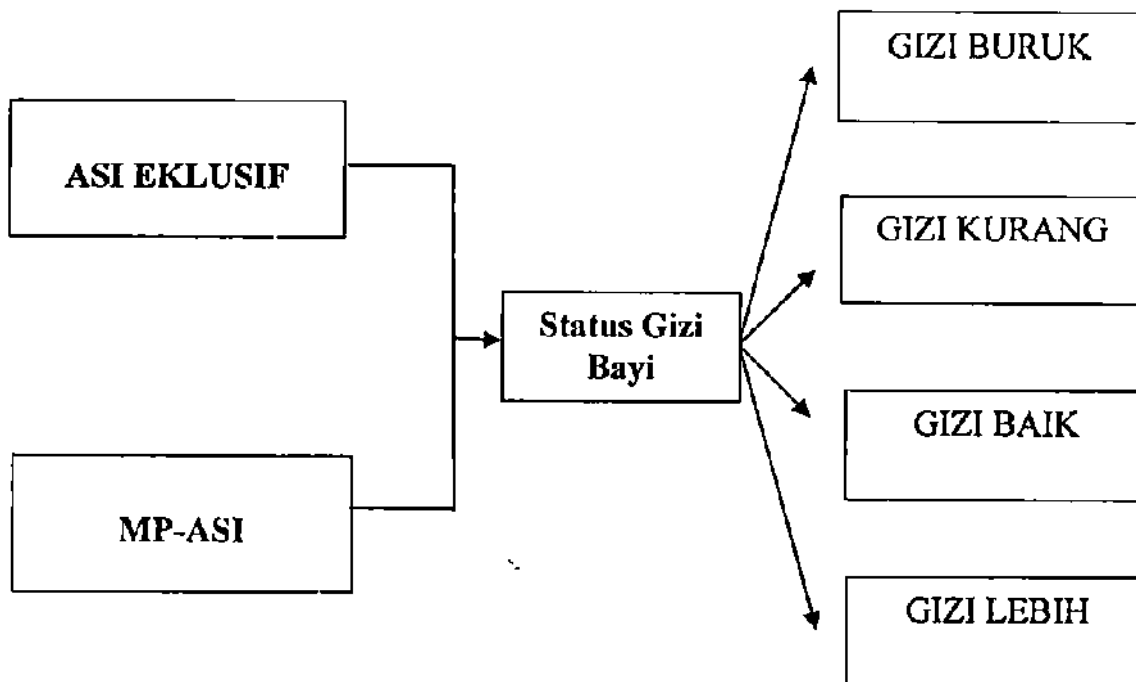 ASI EKLUSIF
MP-ASI
Status Gizi
Bayi
GIZI BURUK
GIZI KURANG
GIZI BAIK
GIZI LEBIH